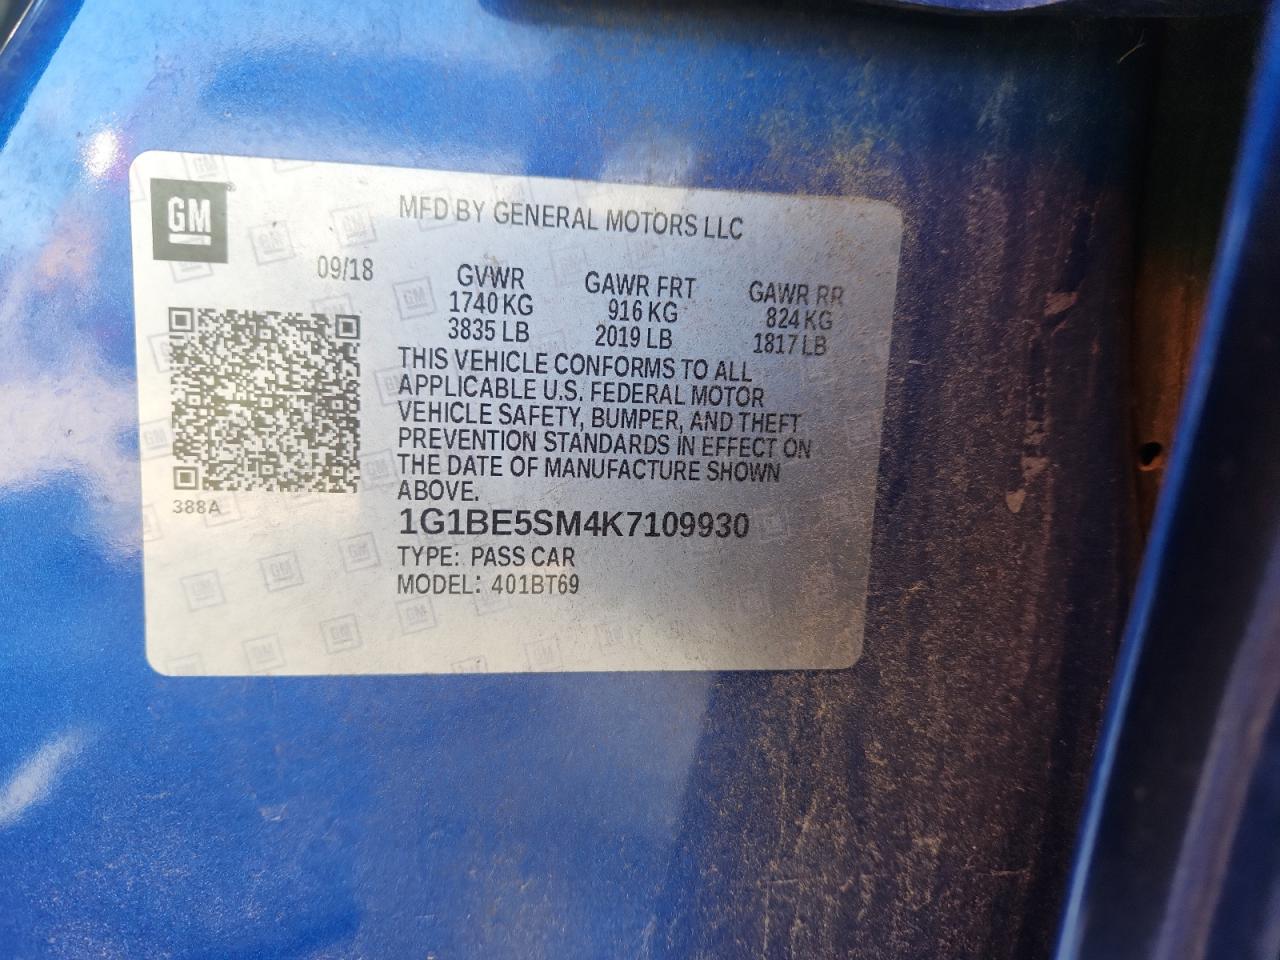 GM
MFD BY GENERAL MOTORS LLC
09/18
GVWR GAWR FRT GAWR RR
1740 KG 916 KG 824 KG
3835 LB 2019 LB 1817 LB
THIS VEHICLE CONFORMS TO ALL
APPLICABLE U.S. FEDERAL MOTOR
VEHICLE SAFETY, BUMPER, AND THEFT
PREVENTION STANDARDS IN EFFECT ON
THE DATE OF MANUFACTURE SHOWN
ABOVE.
388A
1G1BE5SM4K7109930
TYPE: PASS CAR
MODEL: 401BT69